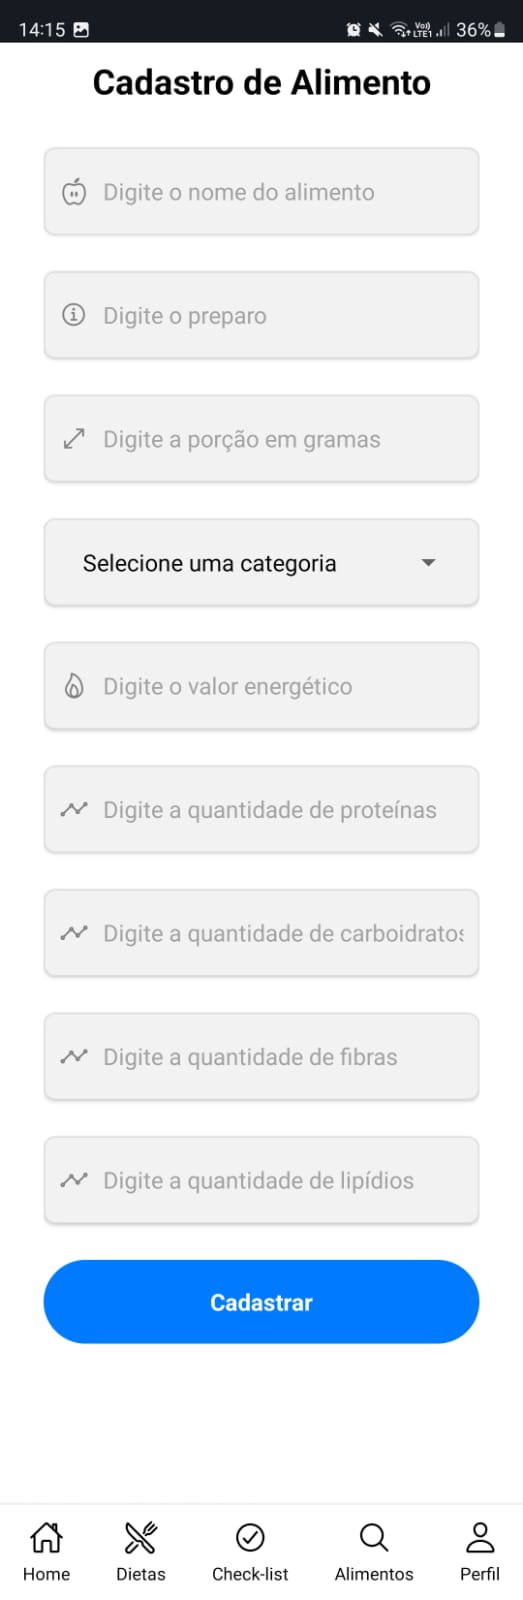 14:15 Vo)) LTE1 36%
Cadastro de Alimento
Digite o nome do alimento
Digite o preparo
Digite a porção em gramas
Selecione uma categoria
Digite o valor energético
Digite a quantidade de proteínas
Digite a quantidade de carboidratos
Digite a quantidade de fibras
Digite a quantidade de lipídios
Cadastrar
Home Dietas Check-list Alimentos Perfil